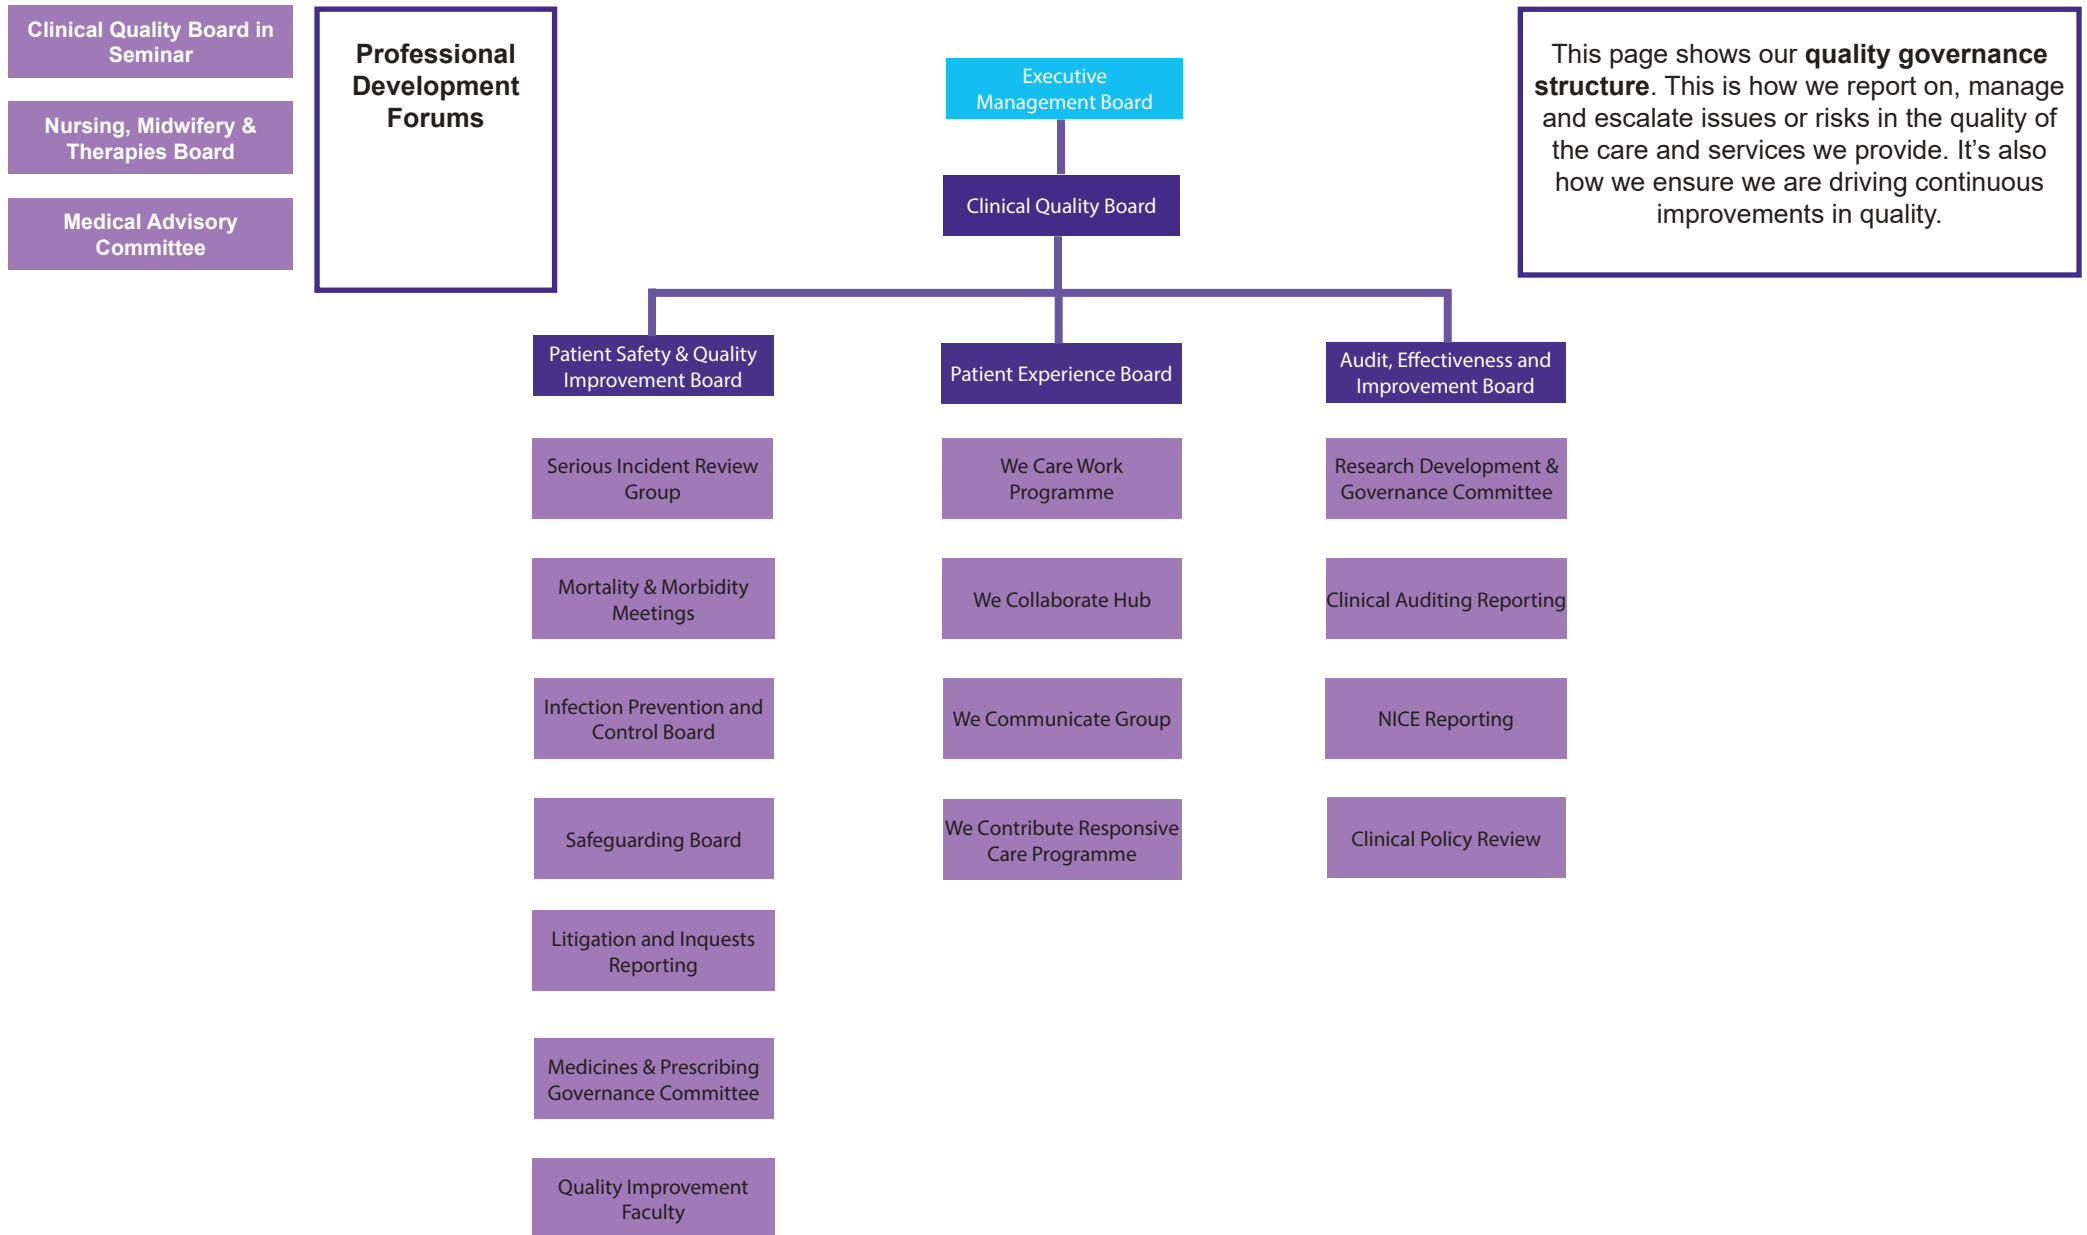 Clinical Quality Board in
Seminar
Nursing, Midwifery &
Therapies Board
Medical Advisory
Committee
Professional
Development
Forums
Executive
Management Board
Clinical Quality Board
This page shows our quality governance
structure. This is how we report on, manage
and escalate issues or risks in the quality of
the care and services we provide. It’s also
how we ensure we are driving continuous
improvements in quality.
Patient Safety & Quality
Improvement Board
Serious Incident Review
Group
Mortality & Morbidity
Meetings
Infection Prevention and
Control Board
Safeguarding Board
Litigation and Inquests
Reporting
Medicines & Prescribing
Governance Committee
Quality Improvement
Faculty
Patient Experience Board
We Care Work
Programme
We Collaborate Hub
We Communicate Group
We Contribute Responsive
Care Programme
Audit, Effectiveness and
Improvement Board
Research Development &
Governance Committee
Clinical Auditing Reporting
NICE Reporting
Clinical Policy Review